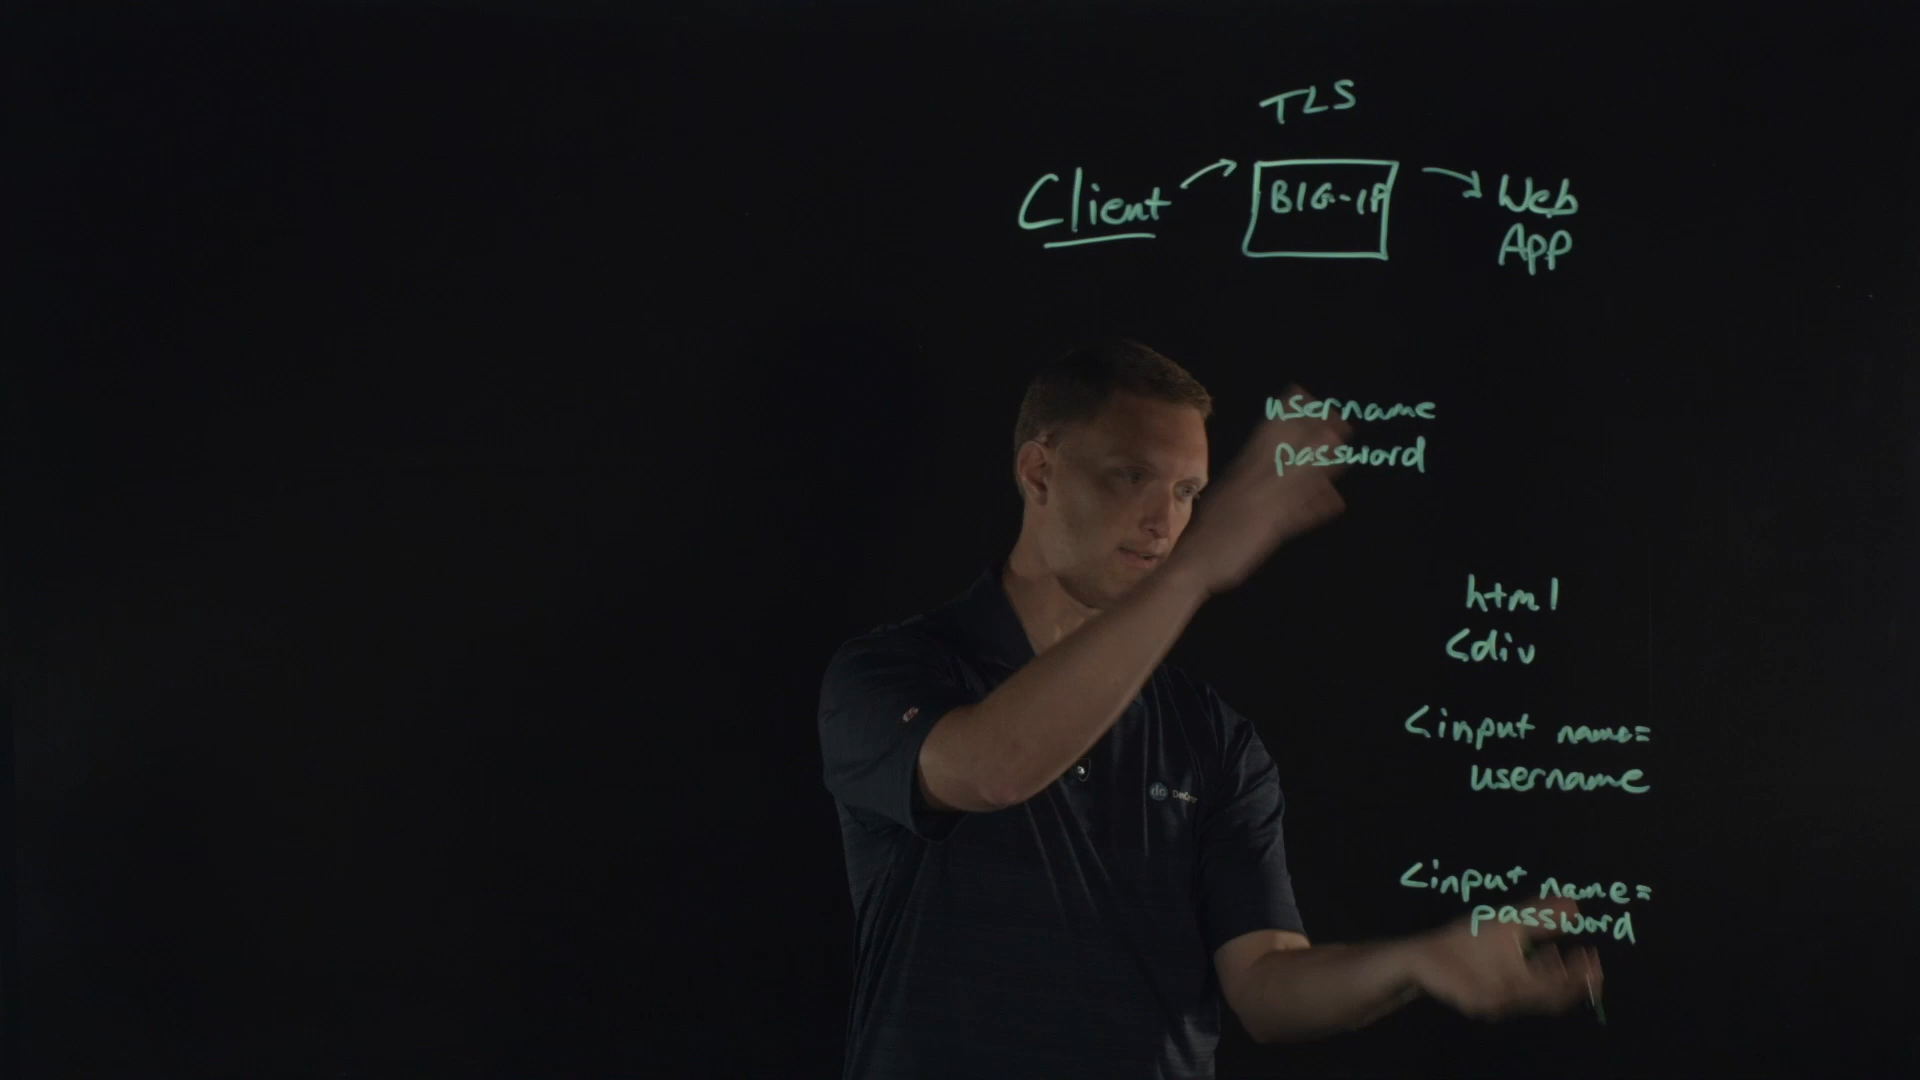 TLS
Client
BIG-IP
Web
App
username
password
html
<div
<input name=
username
<input name=
password